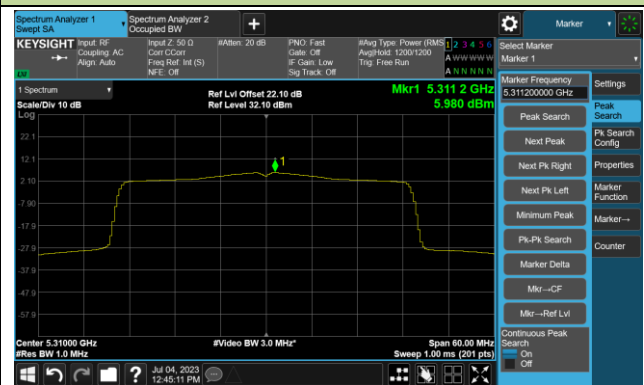 Spectrum Analyzer 1
Swept SA
Spectrum Analyzer 2
Occupied BW
+
Marker
KEYSIGHT
Input: RF
Coupling: AC
Align: Auto
Input Z: 50 Ω
Corr CCorr
Freq Ref: Int (S)
NFE: Off
#Atten: 20 dB
PNO: Fast
Gate: Off
IF Gain: Low
Sig Track: Off
#Avg Type: Power (RMS
Avg|Hold: 1200/1200
Trig: Free Run
1 2 3 4 5 6
A W W W W W
A N N N N N
Select Marker
Marker 1
1 Spectrum
Scale/Div 10 dB
Log
Ref Lvl Offset 22.10 dB
Ref Level 32.10 dBm
Mkr1 5.311 2 GHz
5.980 dBm
22.1
12.1
2.10
-7.90
-17.9
-27.9
-37.9
-47.9
-57.9
1
Center 5.31000 GHz
#Res BW 1.0 MHz
#Video BW 3.0 MHz*
Span 60.00 MHz
Sweep 1.00 ms (201 pts)
Marker Frequency
5.311200000 GHz
Peak Search
Next Peak
Next Pk Right
Next Pk Left
Minimum Peak
Pk-Pk Search
Marker Delta
Mkr→CF
Mkr→Ref Lvl
Continuous Peak
Search
On
Off
Settings
Peak
Search
Pk Search
Config
Properties
Marker
Function
Marker→
Counter
?
Jul 04, 2023
12:45:11 PM